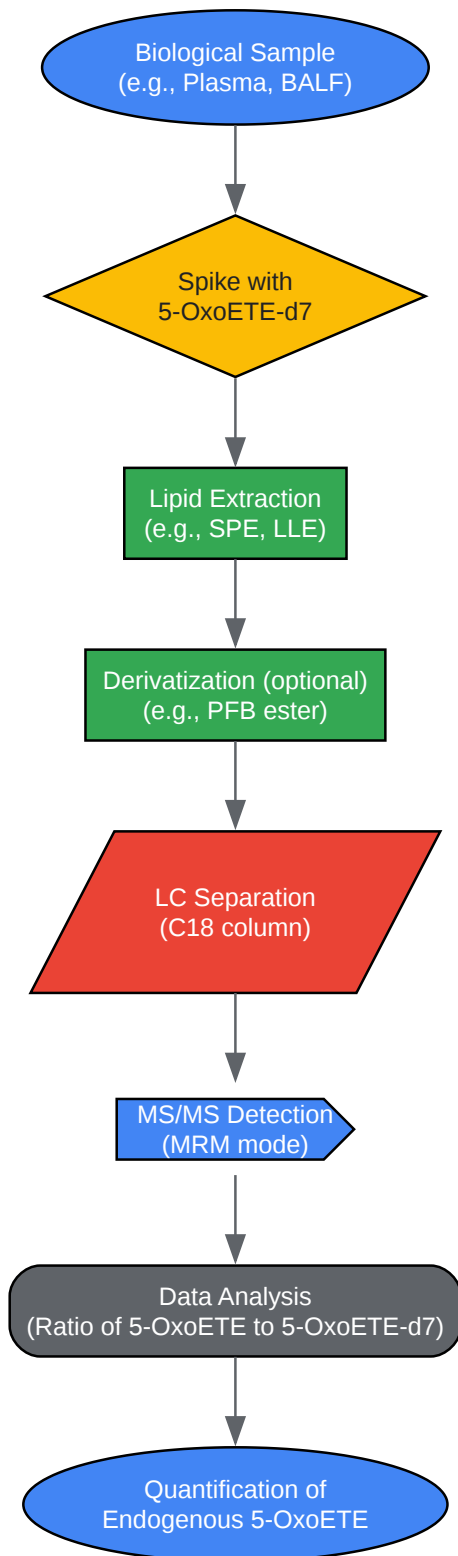 Biological Sample
(e.g., Plasma, BALF)
Spike with
5-OxoETE-d7
Lipid Extraction
(e.g., SPE, LLE)
Derivatization (optional)
(e.g., PFB ester)
LC Separation
(C18 column)
MS/MS Detection
(MRM mode)
Data Analysis
(Ratio of 5-OxoETE to 5-OxoETE-d7)
Quantification of
Endogenous 5-OxoETE